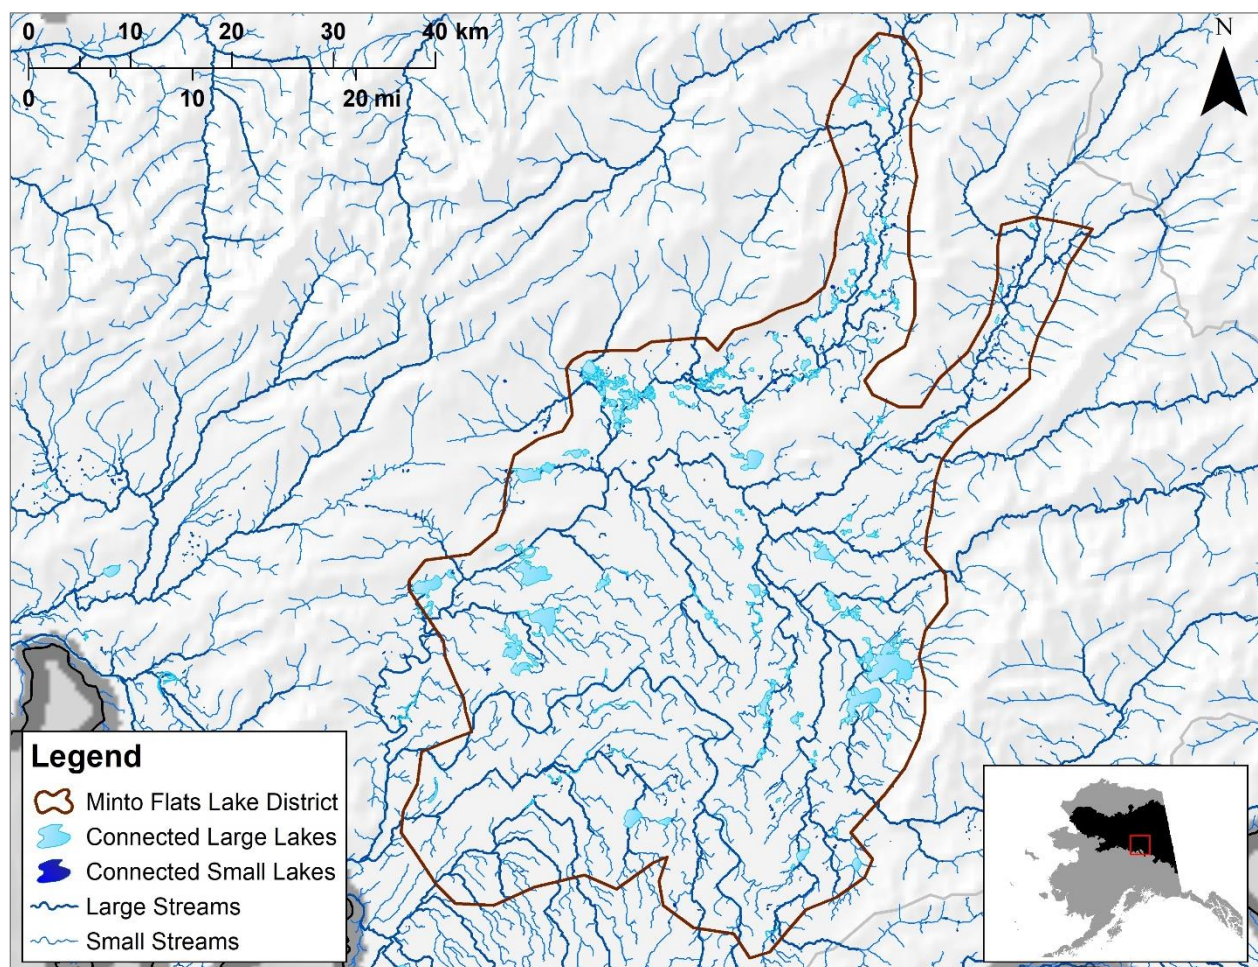 0 10 20 30 40 km
0 10 20 mi
N
Legend
Minto Flats Lake District
Connected Large Lakes
Connected Small Lakes
Large Streams
Small Streams